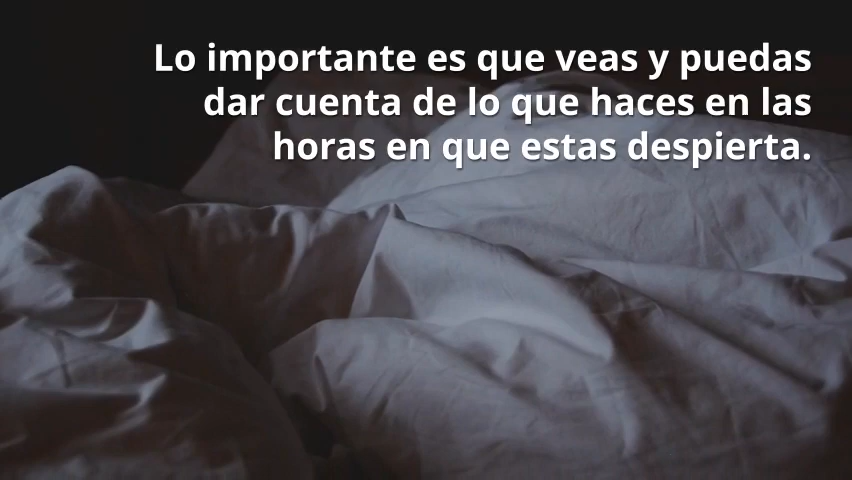 Lo importante es que veas y puedas
dar cuenta de lo que haces en las
horas en que estas despierta.